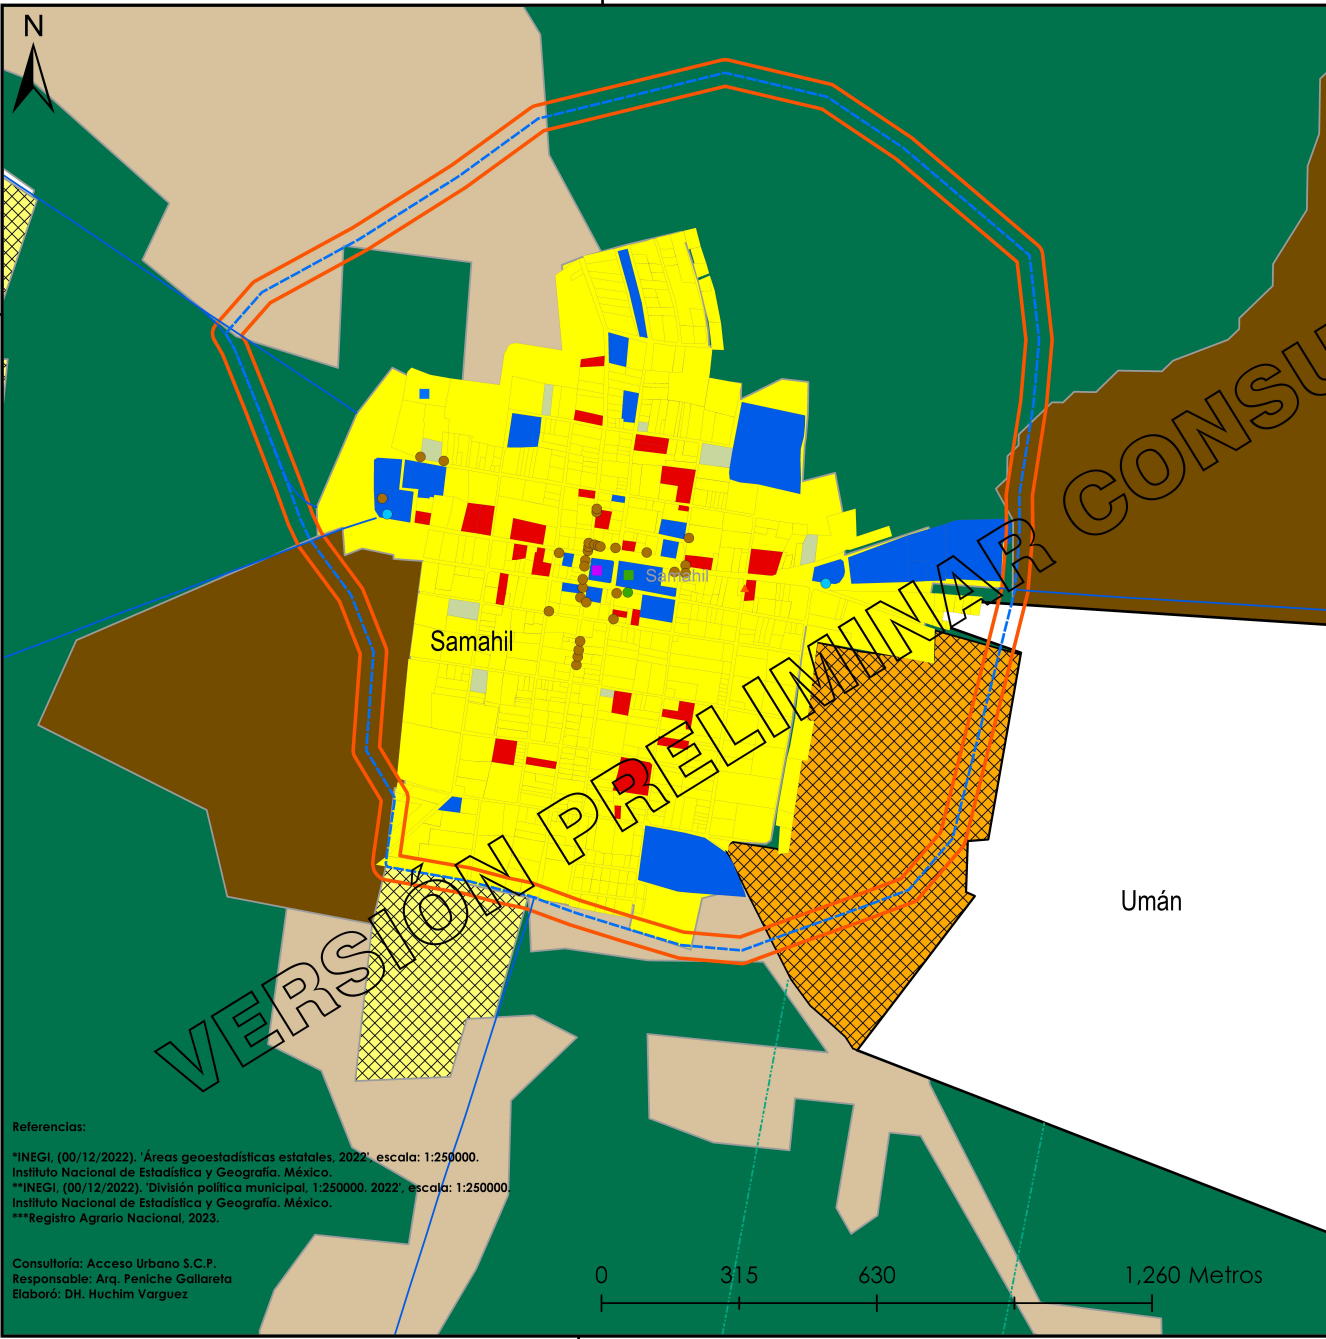 N
Samahil
Samahil
Umán
VERSIÓN PRELIMINAR CONSU
Referencias:
*INEGI, (00/12/2022). 'Áreas geoestadísticas estatales, 2022', escala: 1:250000.
Instituto Nacional de Estadística y Geografía. México.
**INEGI, (00/12/2022). 'División política municipal, 1:250000. 2022', escala: 1:250000.
Instituto Nacional de Estadística y Geografía. México.
***Registro Agrario Nacional, 2023.
Consultoría: Acceso Urbano S.C.P.
Responsable: Arq. Peniche Gallareta
Elaboró: DH. Huchim Varguez
0 315 630 1,260 Metros